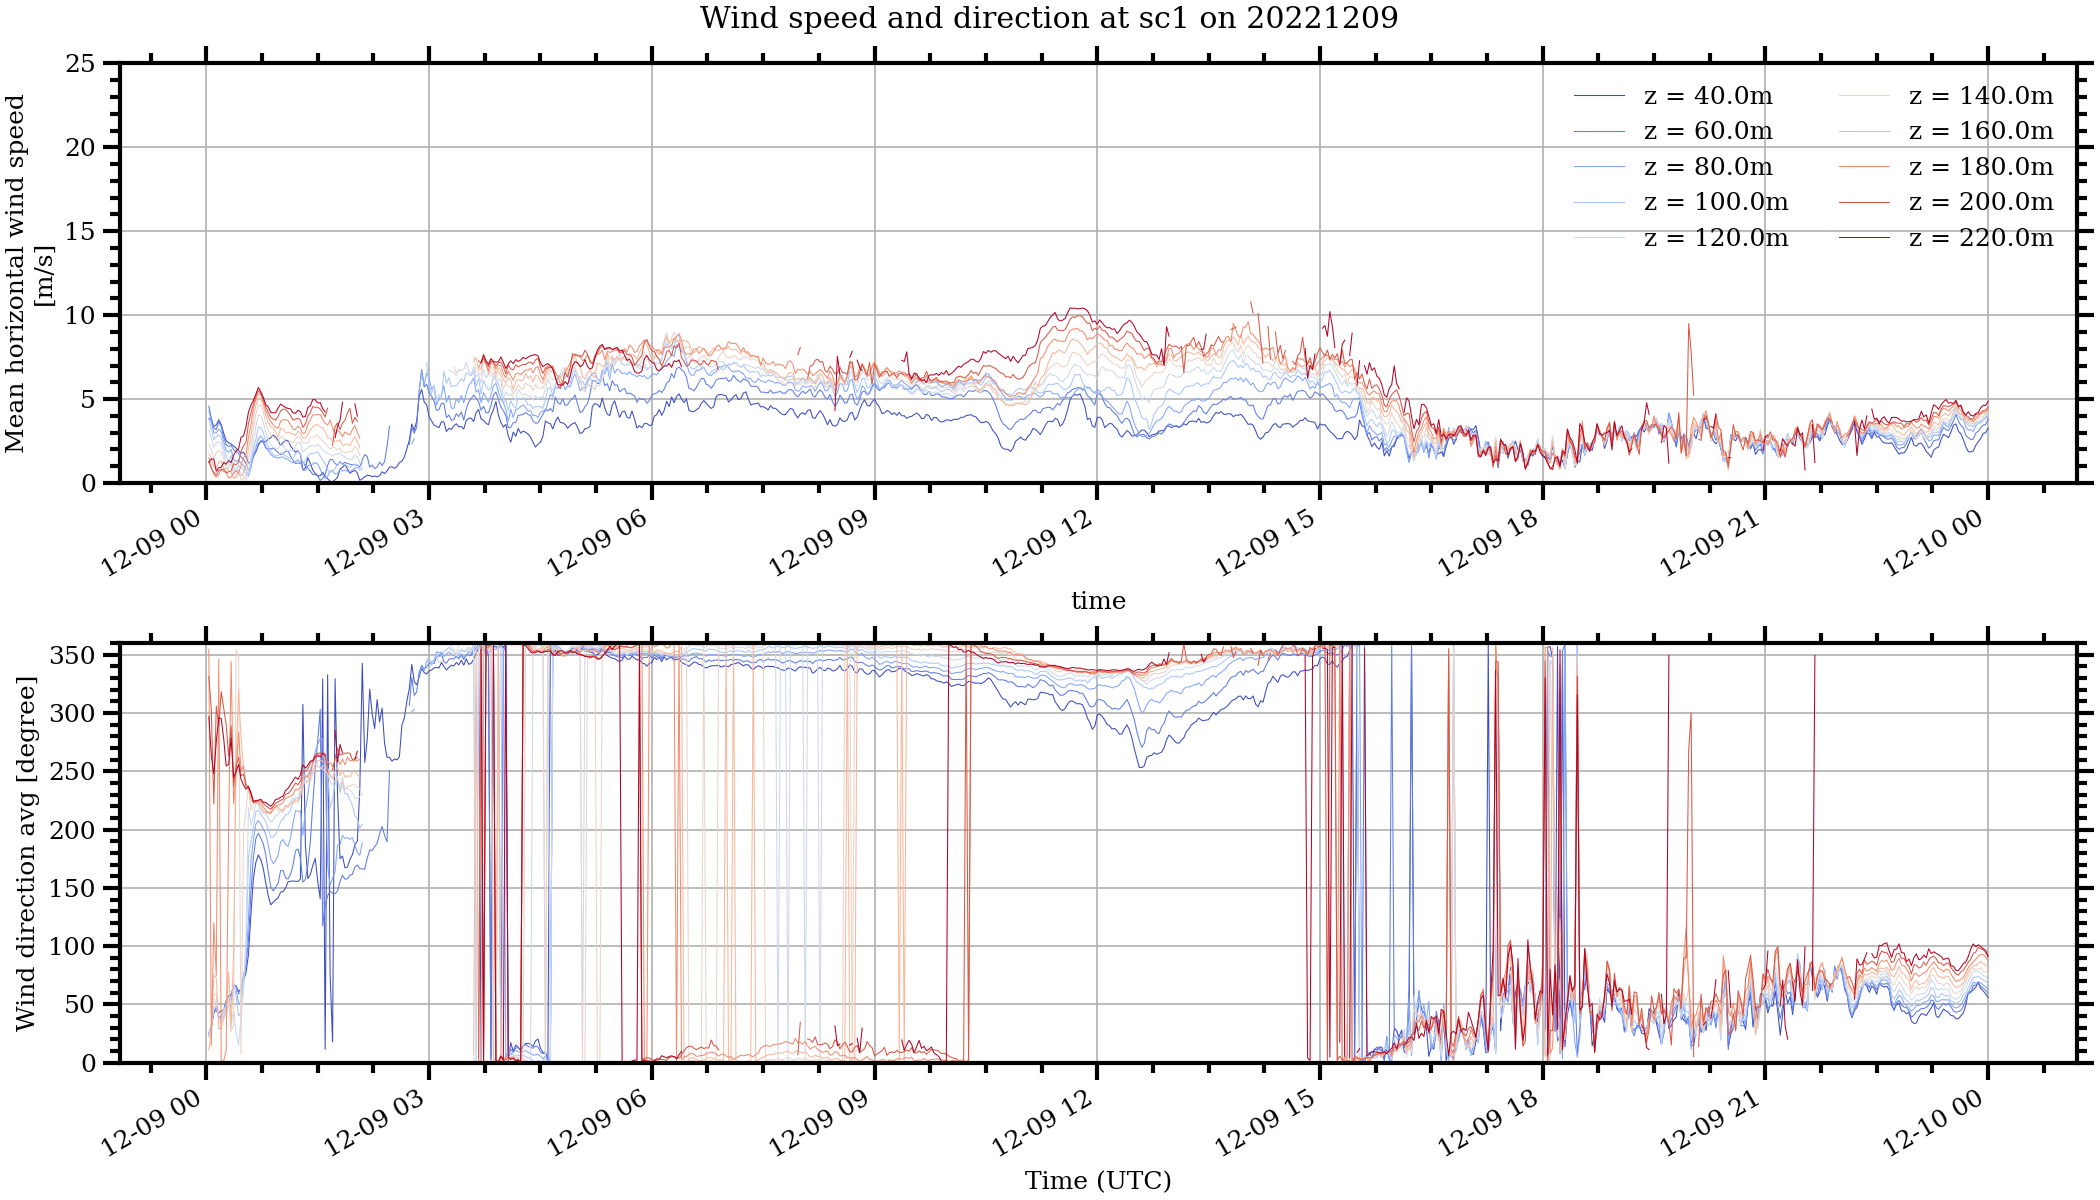 Wind speed and direction at sc1 on 20221209
Mean horizontal wind speed
[m/s]
25
20
15
10
5
0
z = 40.0m
z = 60.0m
z = 80.0m
z = 100.0m
z = 120.0m
z = 140.0m
z = 160.0m
z = 180.0m
z = 200.0m
z = 220.0m
12-09 00
12-09 03
12-09 06
12-09 09
12-09 12
12-09 15
12-09 18
12-09 21
12-10 00
time
Wind direction avg [degree]
350
300
250
200
150
100
50
0
12-09 00
12-09 03
12-09 06
12-09 09
12-09 12
12-09 15
12-09 18
12-09 21
12-10 00
Time (UTC)